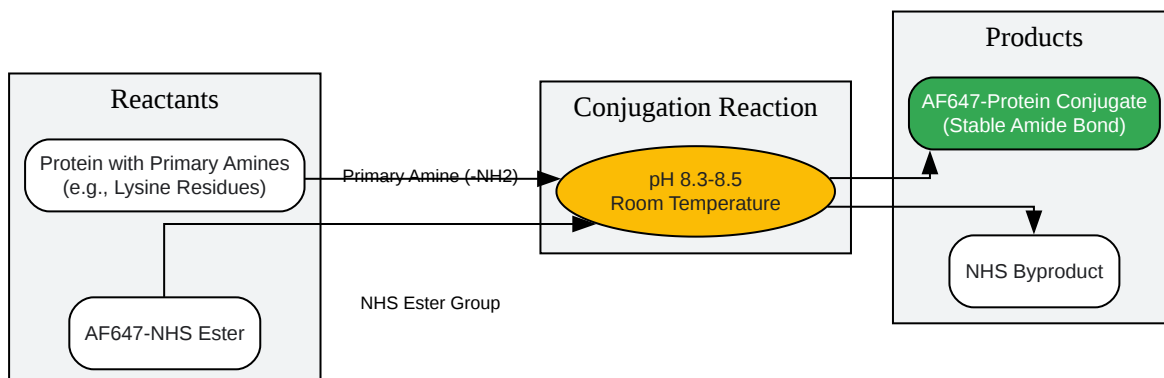 Reactants
Protein with Primary Amines
(e.g., Lysine Residues)
AF647-NHS Ester
Primary Amine (-NH2)
NHS Ester Group
Conjugation Reaction
pH 8.3-8.5
Room Temperature
Products
AF647-Protein Conjugate
(Stable Amide Bond)
NHS Byproduct